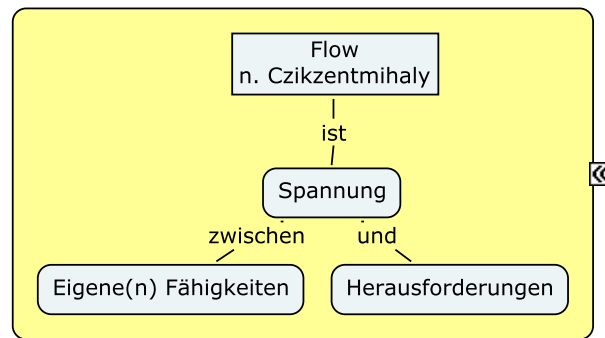 Flow
n. Czikzentmihaly
ist
Spannung
zwischen
und
Eigene(n) Fähigkeiten
Herausforderungen